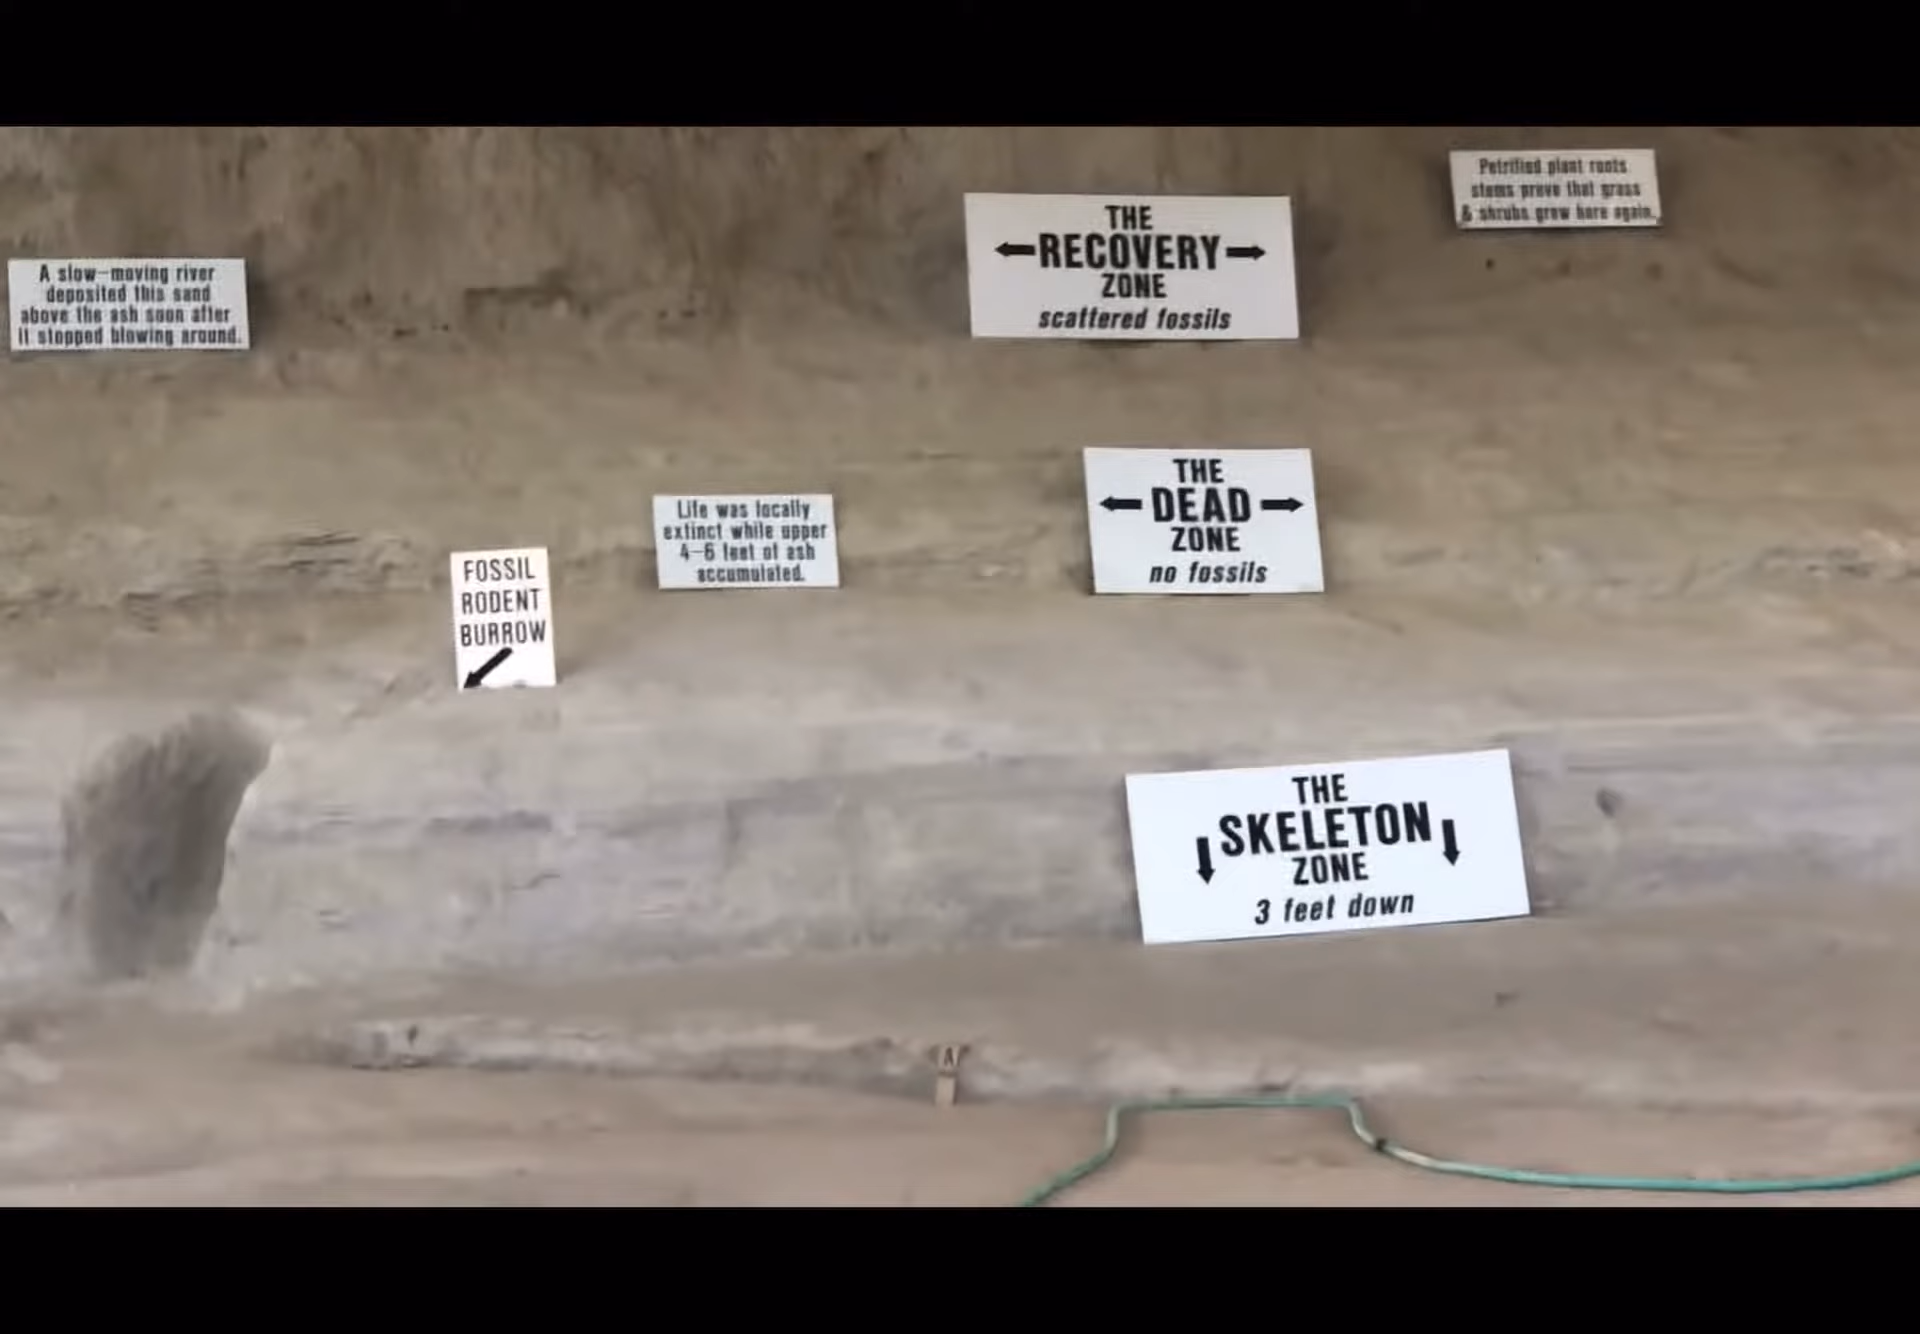 Petrified plant roots
stems prove that grass
& shrubs grew here again.
THE
RECOVERY
ZONE
scattered fossils
A slow-moving river
deposited this sand
above the ash soon after
it stopped blowing around.
THE
DEAD
ZONE
no fossils
Life was locally
extinct while upper
4-6 feet of ash
accumulated.
FOSSIL
RODENT
BURROW
THE
SKELETON
ZONE
3 feet down
A